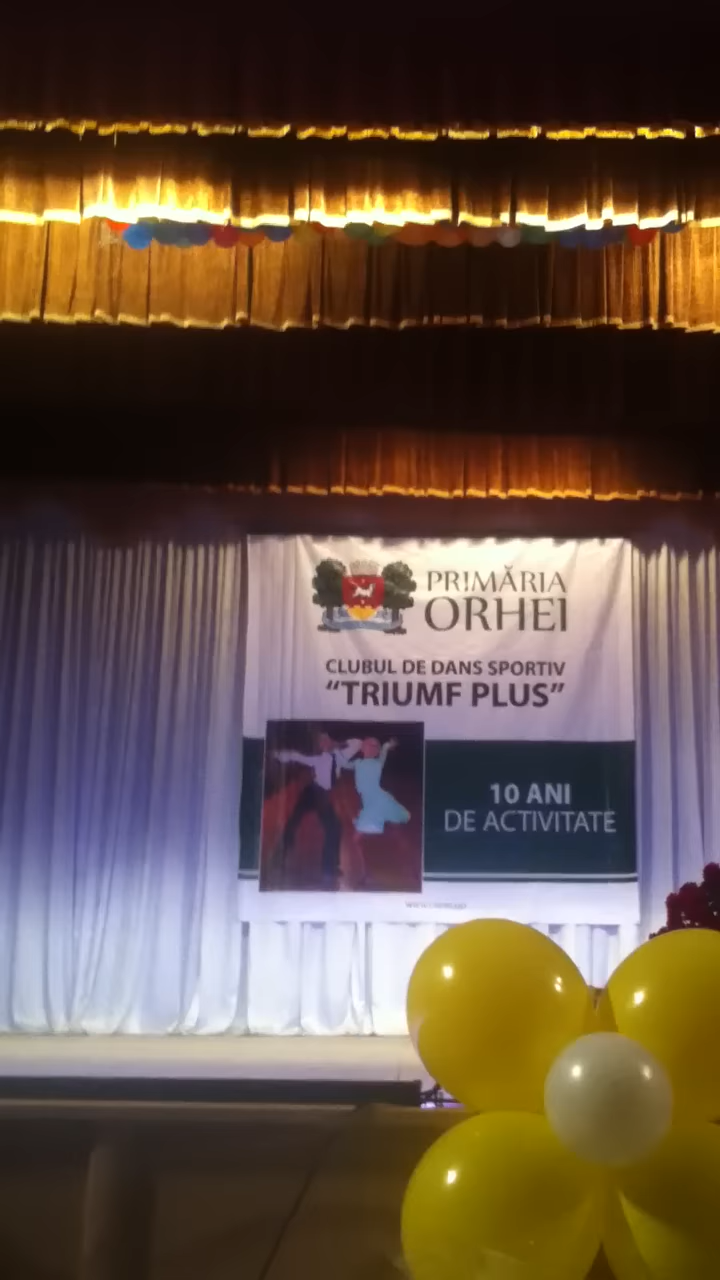 PRIMĂRIA
ORHEI
CLUBUL DE DANS SPORTIV
“TRIUMF PLUS”
10 ANI
DE ACTIVITATE